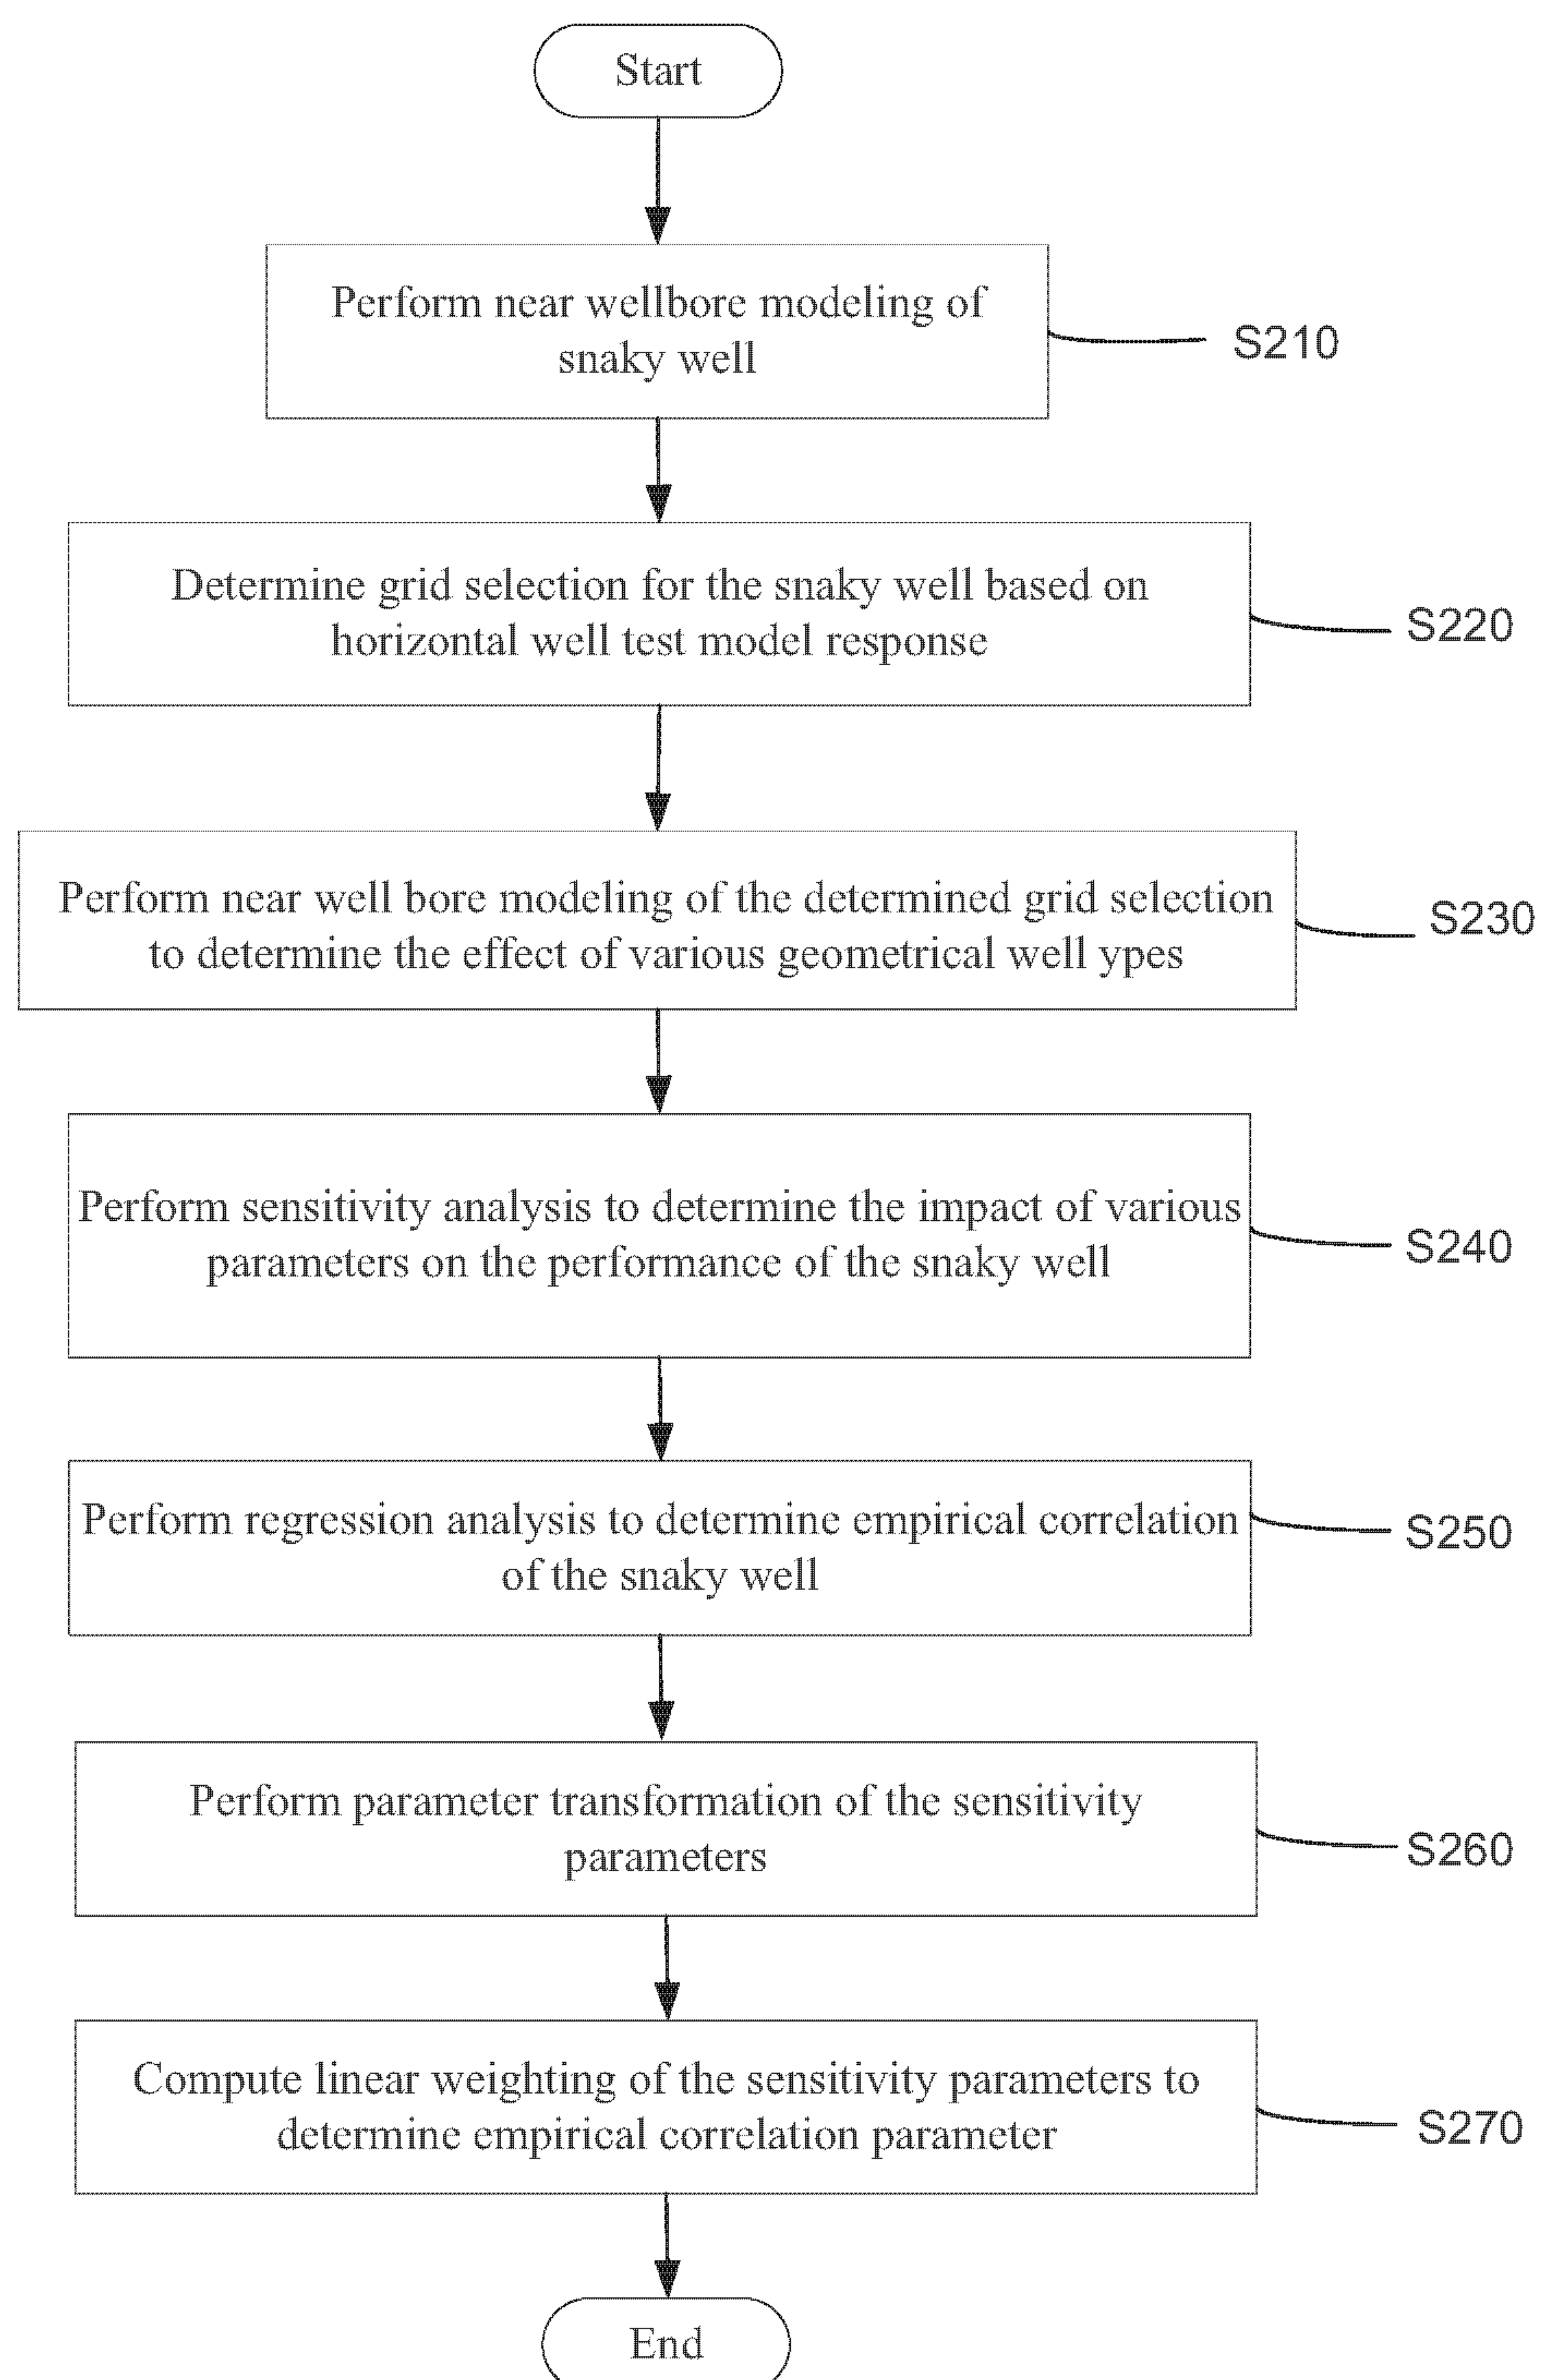 Start
Perform near wellbore modeling of
snaky well
S210
Determine grid selection for the snaky well based on
horizontal well test model response
S220
Perform near well bore modeling of the determined grid selection
to determine the effect of various geometrical well ypes
S230
Perform sensitivity analysis to determine the impact of various
parameters on the performance of the snaky well
S240
Perform regression analysis to determine empirical correlation
of the snaky well
S250
Perform parameter transformation of the sensitivity
parameters
S260
Compute linear weighting of the sensitivity parameters to
determine empirical correlation parameter
S270
End